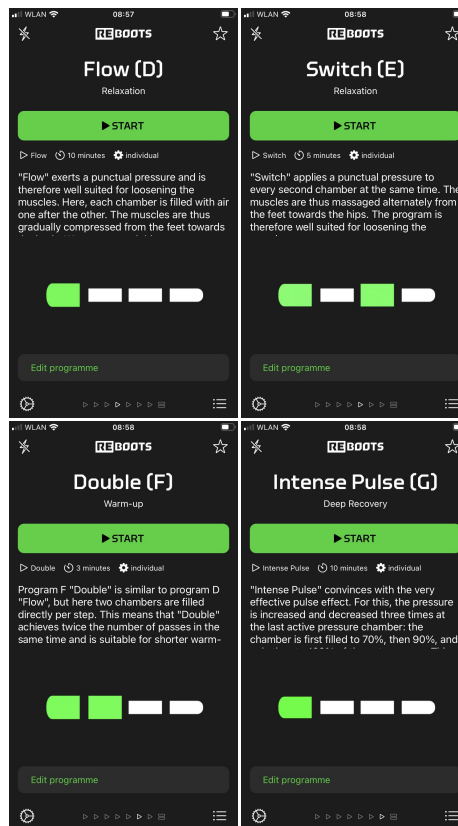 WLAN 08:57
REBOOTS
Flow (D)
Relaxation
START
Flow 10 minutes individual
"Flow" exerts a punctual pressure and is
therefore well suited for loosening the
muscles. Here, each chamber is filled with air
one after the other. The muscles are thus
gradually compressed from the feet towards
Edit programme
WLAN 08:58
REBOOTS
Switch (E)
Relaxation
START
Switch 5 minutes individual
"Switch" applies a punctual pressure to
every second chamber at the same time. The
muscles are thus massaged alternately from
the feet towards the hips. The program is
therefore well suited for loosening the
Edit programme
WLAN 08:58
REBOOTS
Double (F)
Warm-up
START
Double 3 minutes individual
Program F "Double" is similar to program D
"Flow", but here two chambers are filled
directly per step. This means that "Double"
achieves twice the number of passes in the
same time and is suitable for shorter warm-
Edit programme
WLAN 08:58
REBOOTS
Intense Pulse (G)
Deep Recovery
START
Intense Pulse 10 minutes individual
"Intense Pulse" convinces with the very
effective pulse effect. For this, the pressure
is increased and decreased three times at
the last active pressure chamber: the
chamber is first filled to 70%, then 90%, and
Edit programme